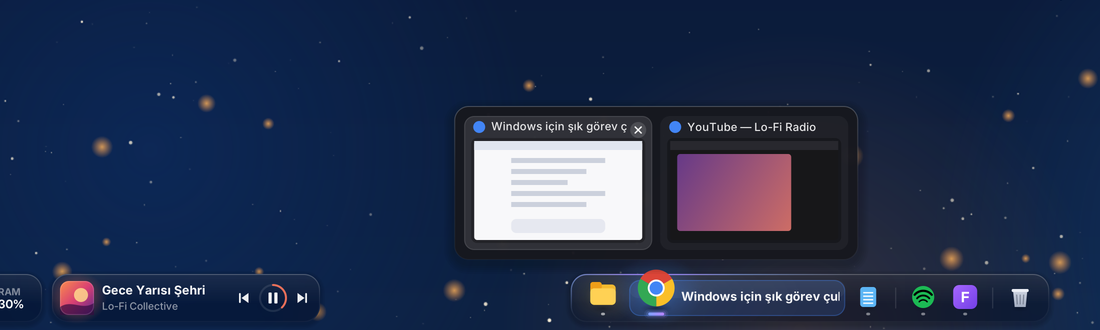 Windows için şık görev ç
YouTube — Lo-Fi Radio
RAM
30%
Gece Yarısı Şehri
Lo-Fi Collective
Windows için şık görev çu
F